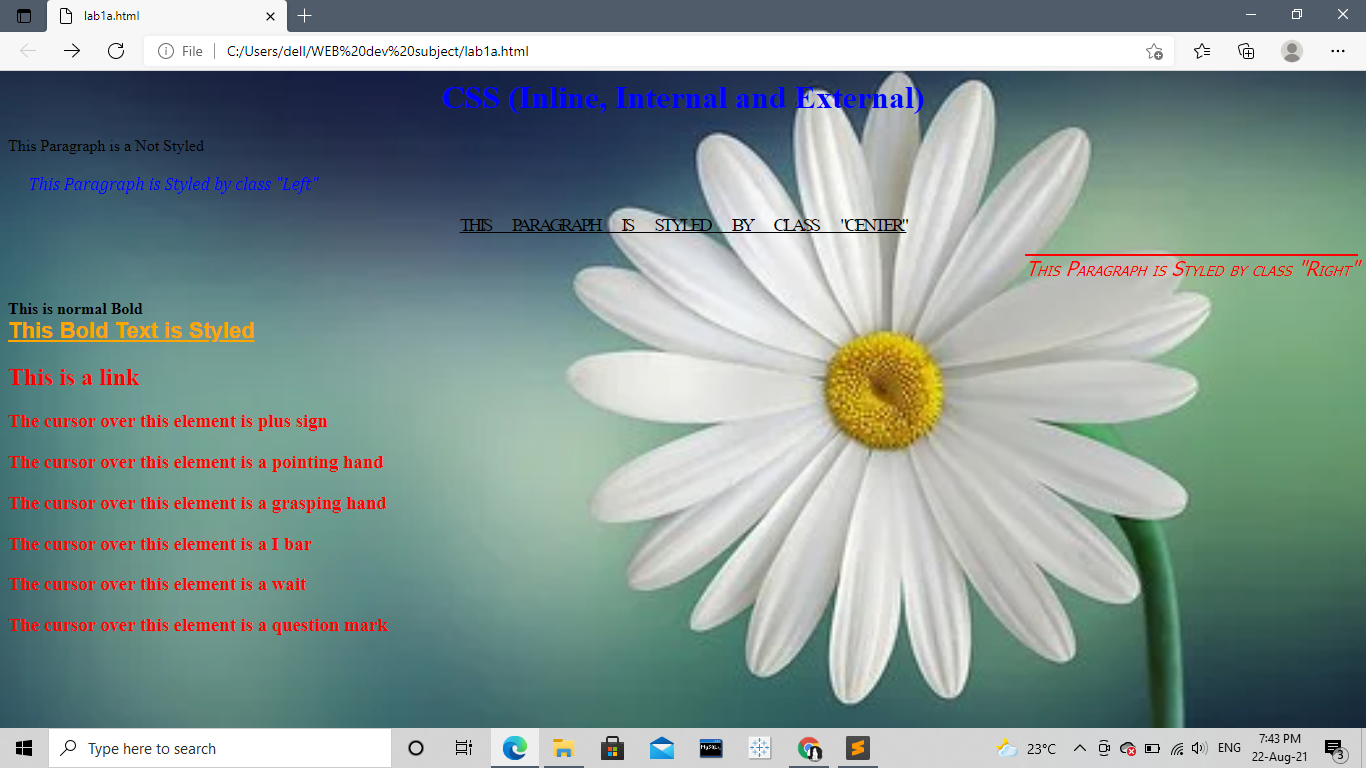 lab1a.html
File
C:/Users/dell/WEB%20dev%20subject/lab1a.html
CSS (Inline, Internal and External)
This Paragraph is a Not Styled
This Paragraph is Styled by class "Left"
THIS PARAGRAPH IS STYLED BY CLASS "CENTER"
This Paragraph is Styled by class "Right"
This is normal Bold
This Bold Text is Styled
This is a link
The cursor over this element is plus sign
The cursor over this element is a pointing hand
The cursor over this element is a grasping hand
The cursor over this element is a I bar
The cursor over this element is a wait
The cursor over this element is a question mark
Type here to search
MySQL
23°C
ENG
7:43 PM
22-Aug-21
3